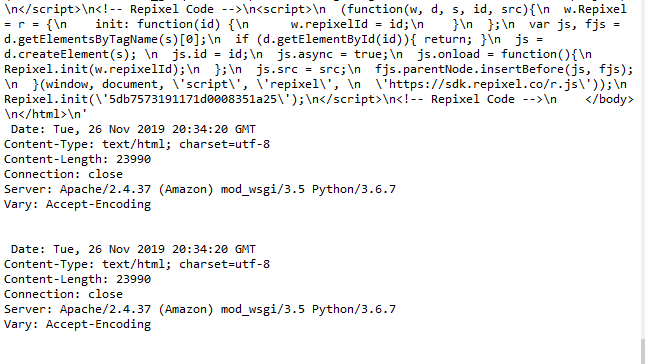 \n</script>\n<!-- Repixel Code -->\n<script>\n  (function(w, d, s, id, src){\n  w.Repixel
= r = {\n    init: function(id) {\n      w.repixelId = id;\n    }\n  };\n  var js, fjs =
d.getElementsByTagName(s)[0];\n  if (d.getElementById(id)){ return; }\n  js =
d.createElement(s); \n  js.id = id;\n  js.async = true;\n  js.onload = function(){\n
Repixel.init(w.repixelId);\n  };\n  js.src = src;\n  fjs.parentNode.insertBefore(js, fjs);
\n  }(window, document, \'script\', \'repixel\', \n  \'https://sdk.repixel.co/r.js\'));\n
Repixel.init(\'5db7573191171d0008351a25\');\n</script>\n<!-- Repixel Code -->\n    </body>
\n</html>\n'
Date: Tue, 26 Nov 2019 20:34:20 GMT
Content-Type: text/html; charset=utf-8
Content-Length: 23990
Connection: close
Server: Apache/2.4.37 (Amazon) mod_wsgi/3.5 Python/3.6.7
Vary: Accept-Encoding
Date: Tue, 26 Nov 2019 20:34:20 GMT
Content-Type: text/html; charset=utf-8
Content-Length: 23990
Connection: close
Server: Apache/2.4.37 (Amazon) mod_wsgi/3.5 Python/3.6.7
Vary: Accept-Encoding